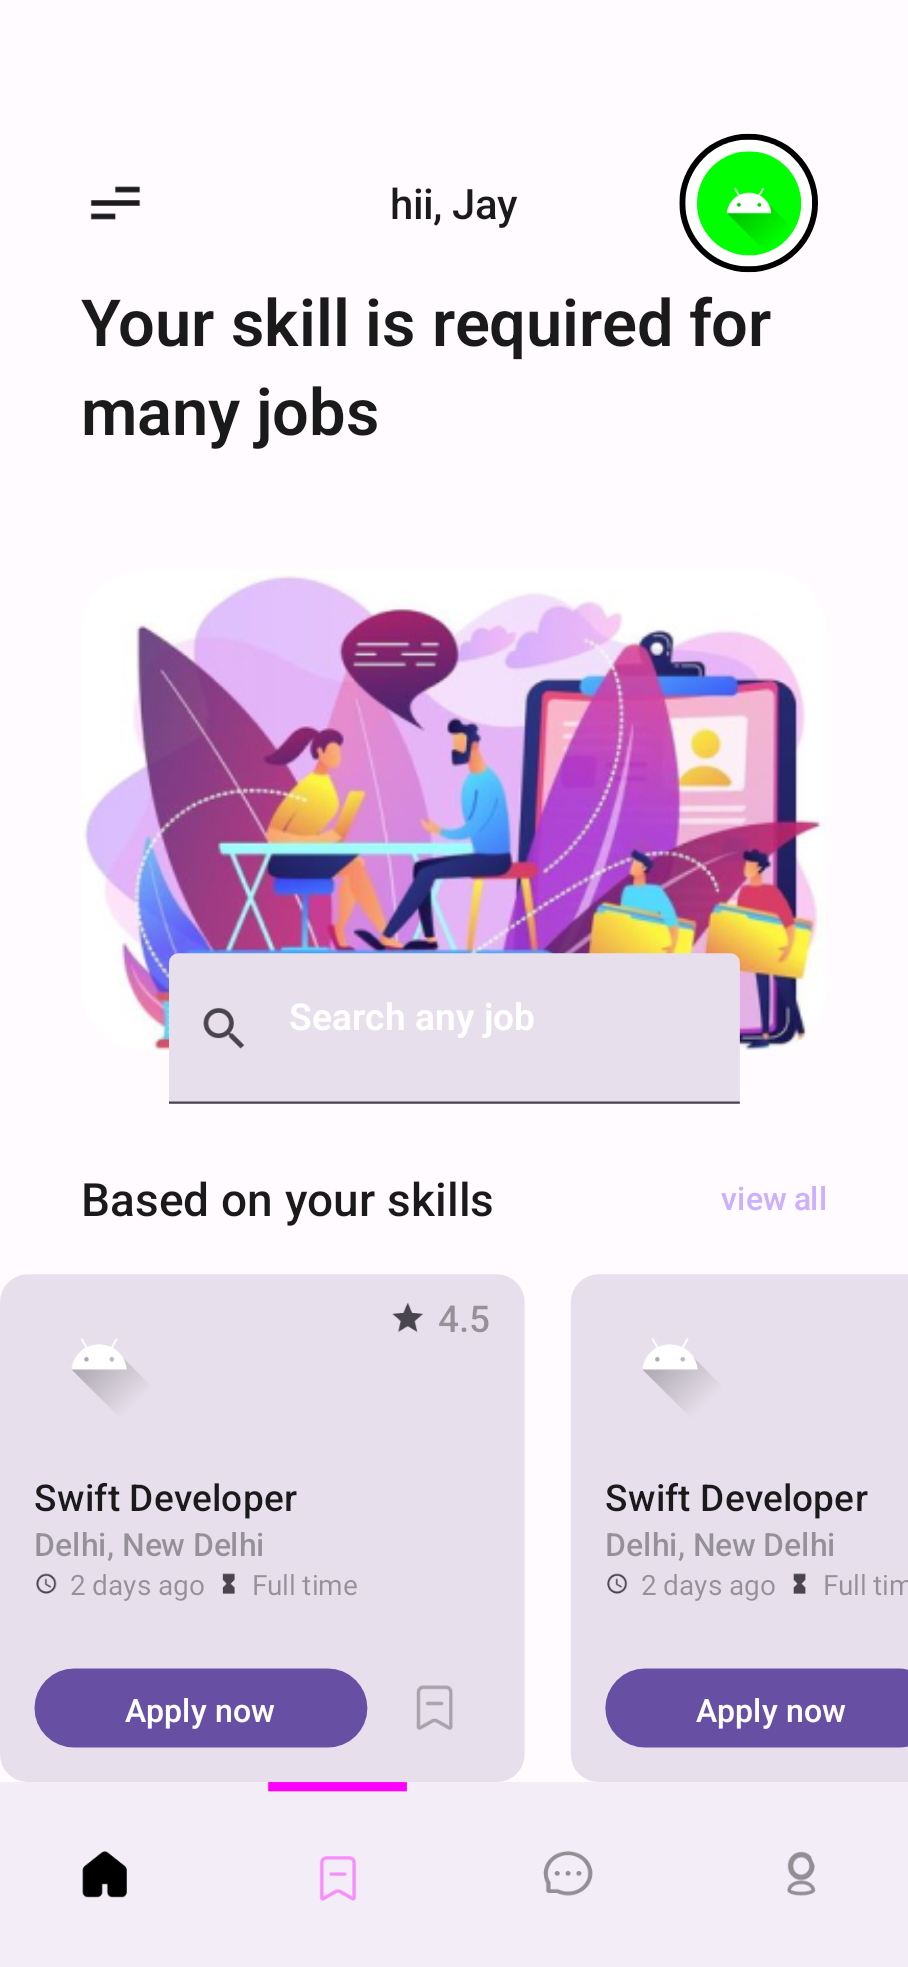 hii, Jay
Your skill is required for
many jobs
Search any job
Based on your skills
view all
4.5
Swift Developer
Delhi, New Delhi
2 days ago Full time
Apply now
Swift Developer
Delhi, New Delhi
2 days ago Full tim
Apply now